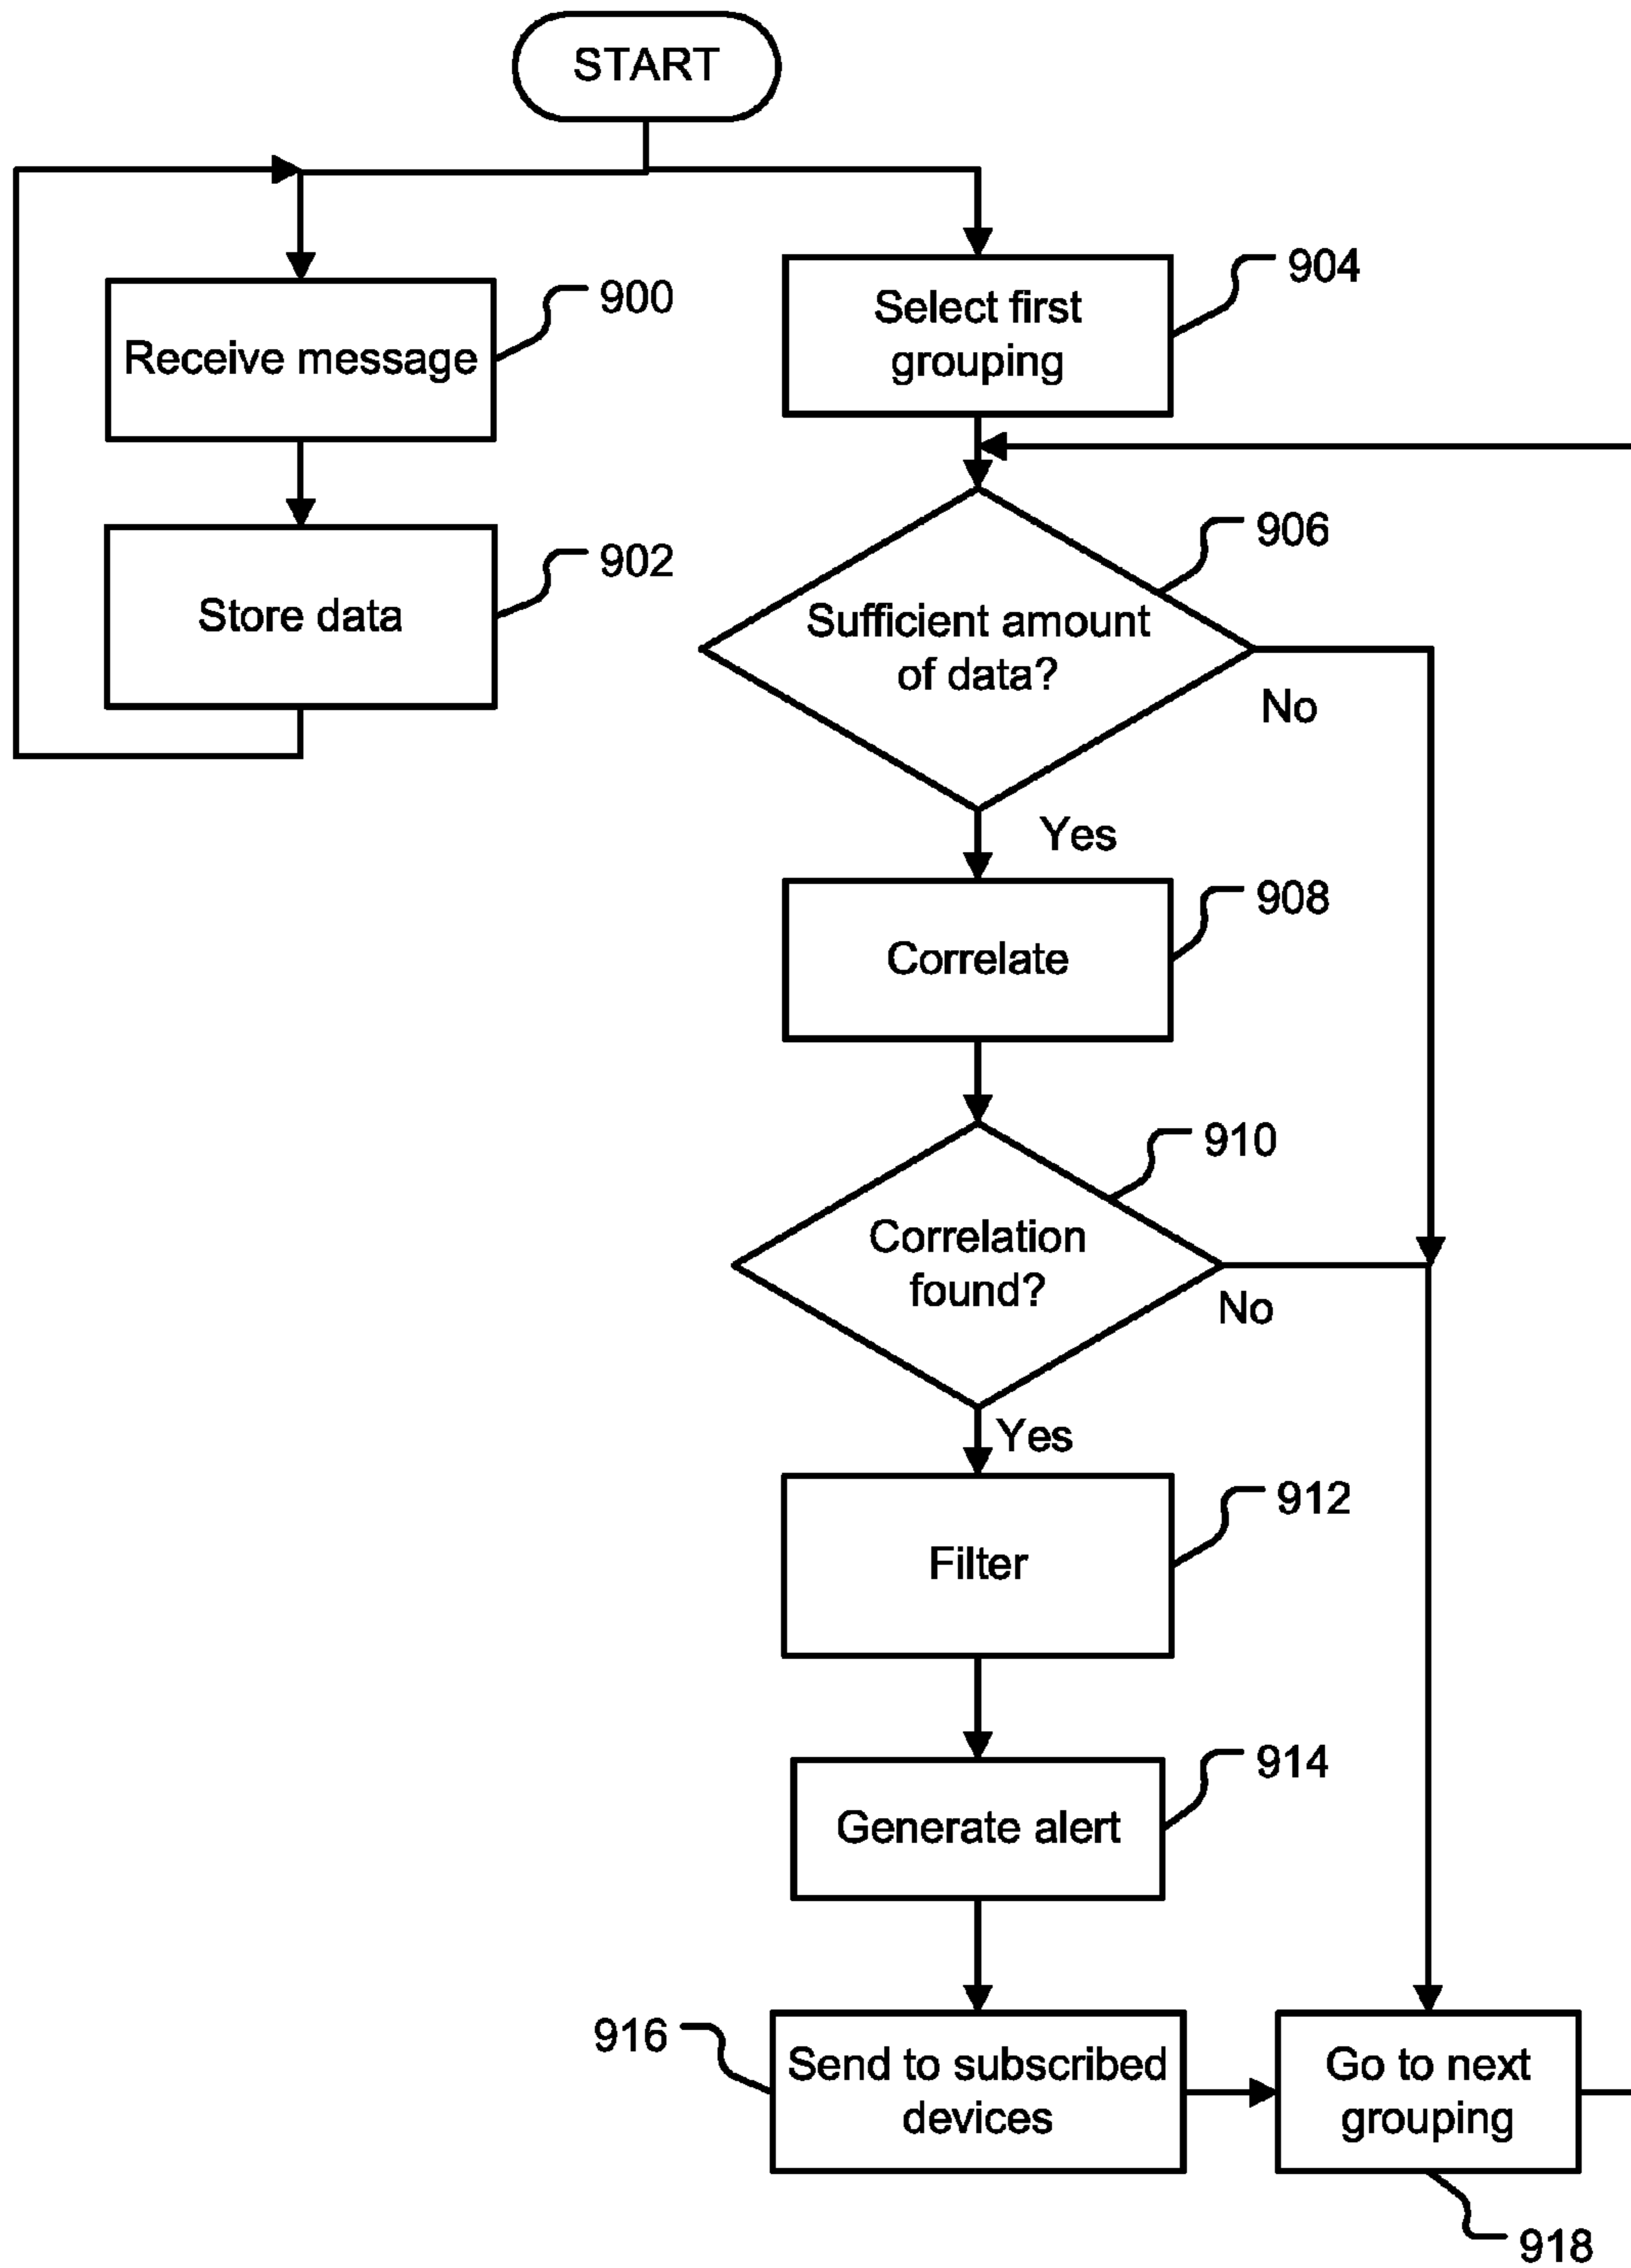 START
900
Receive message
902
Store data
904
Select first
grouping
906
Sufficient amount
of data?
No
Yes
908
Correlate
910
Correlation
found?
No
Yes
912
Filter
914
Generate alert
916
Send to subscribed
devices
Go to next
grouping
918